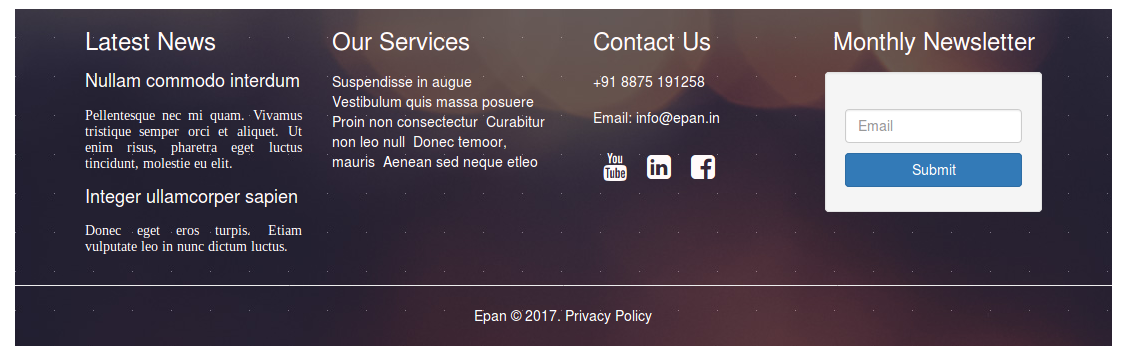 Latest News
Nullam commodo interdum
Pellentesque nec mi quam. Vivamus
tristique semper orci et aliquet. Ut
enim risus, pharetra eget luctus
tincidunt, molestie eu elit.
Integer ullamcorper sapien
Donec eget eros turpis. Etiam
vulputate leo in nunc dictum luctus.
Our Services
Suspendisse in augue
Vestibulum quis massa posuere
Proin non consectetur Curabitur
non leo null Donec temoor,
mauris Aenean sed neque etleo
Contact Us
+91 8875 191258
Email: info@epan.in
You
Tube
in
f
Monthly Newsletter
Email
Submit
Epan © 2017. Privacy Policy